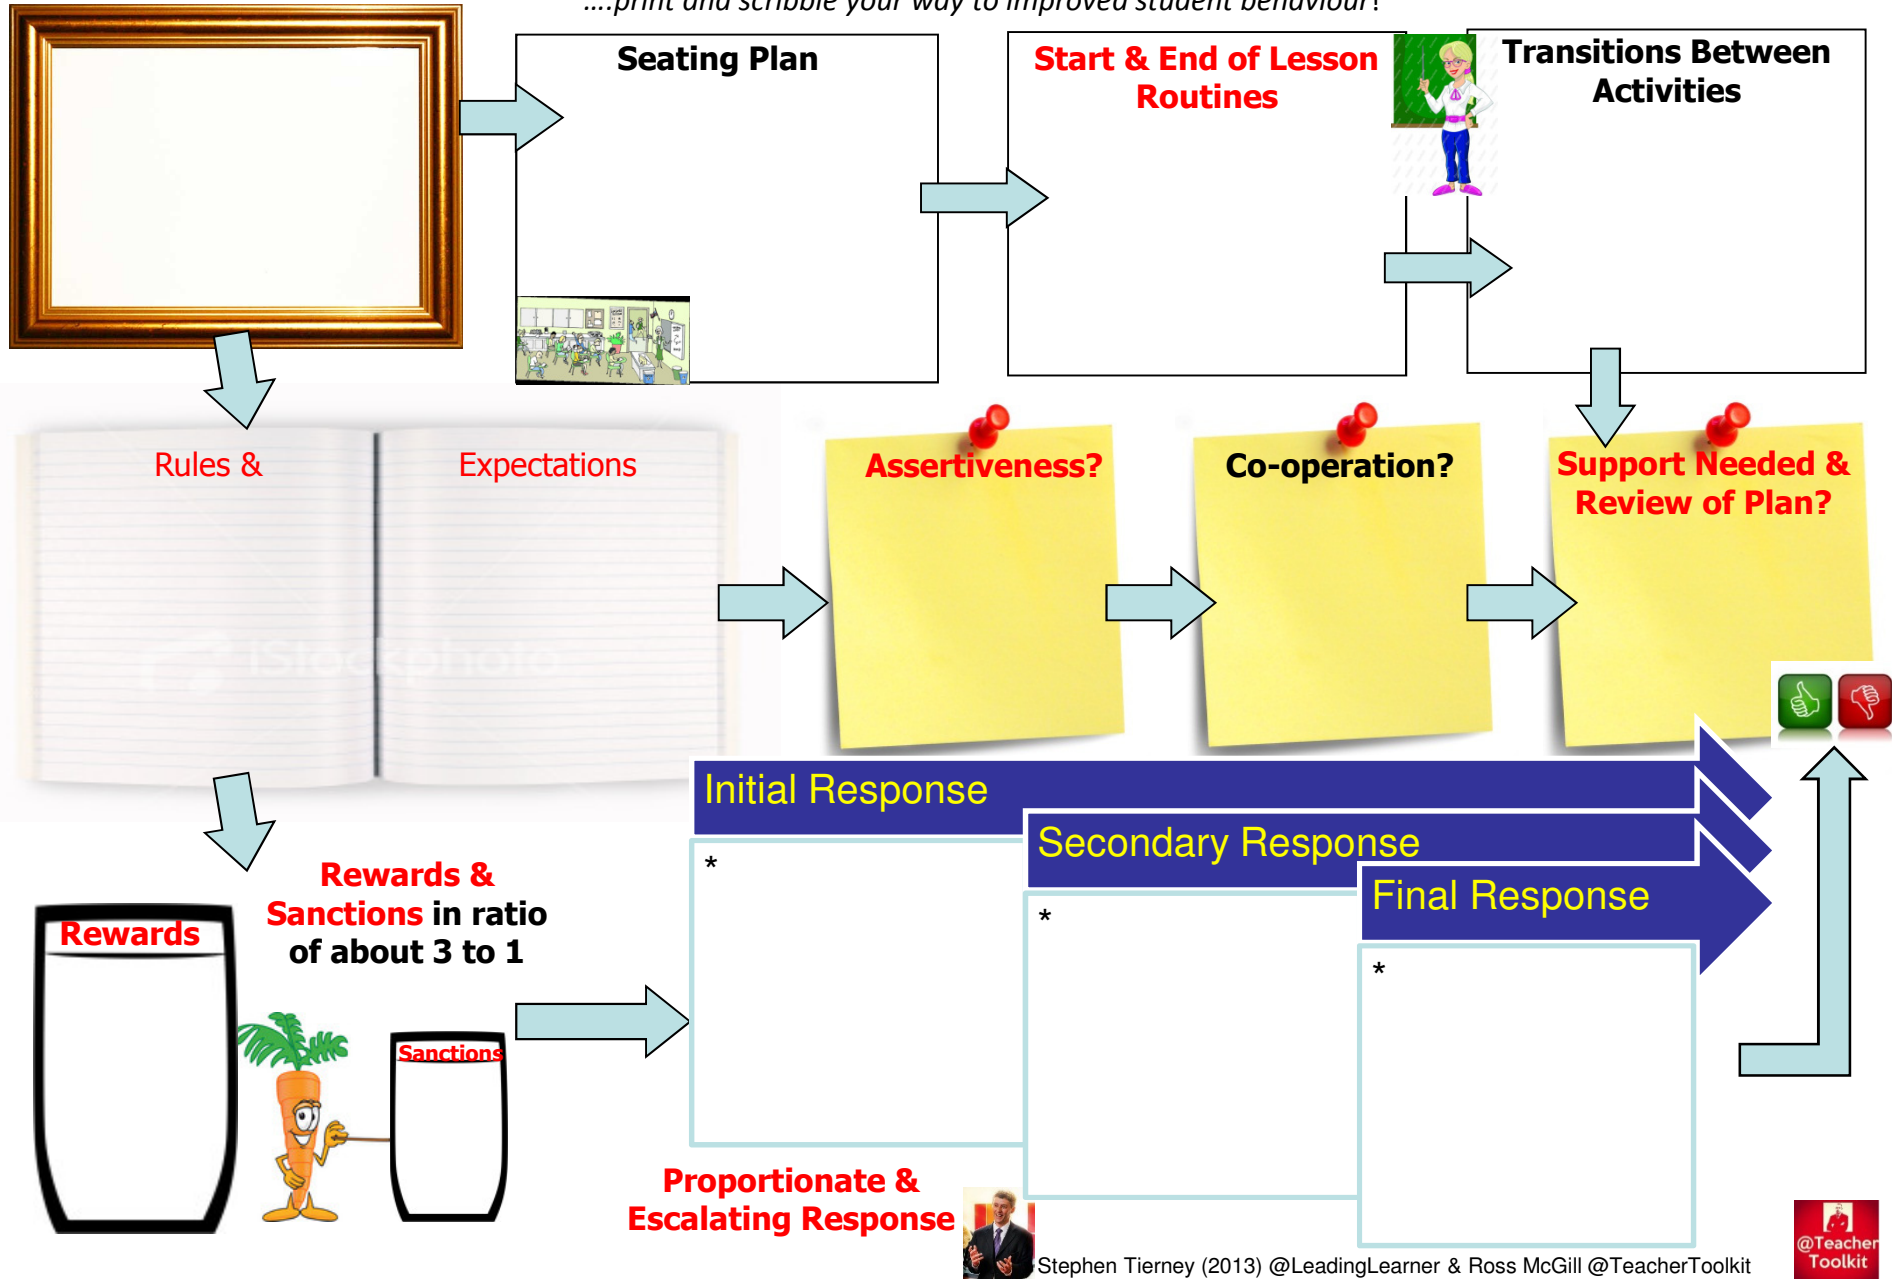 ....print and scribble your way to improved student behaviour!
Seating Plan
Start & End of Lesson
Routines
Transitions Between
Activities
Rules &
Expectations
Assertiveness?
Co-operation?
Support Needed &
Review of Plan?
iStockphoto
Initial Response
*
Secondary Response
*
Final Response
*
Rewards &
Sanctions in ratio
of about 3 to 1
Rewards
Sanctions
Proportionate &
Escalating Response
Stephen Tierney (2013) @LeadingLearner & Ross McGill @TeacherToolkit
@Teacher
Toolkit